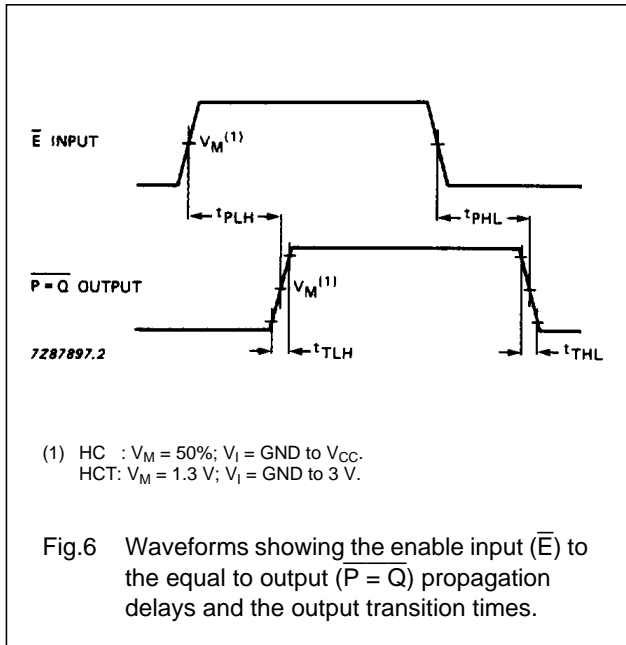 E̅ INPUT
V_M(1)
t_PLH
t_PHL
P̅ ̅=̅ ̅Q̅ OUTPUT
V_M(1)
7Z87897.2
t_TLH
t_THL
(1) HC : V_M = 50%; V_I = GND to V_CC.
HCT: V_M = 1.3 V; V_I = GND to 3 V.
Fig.6 Waveforms showing the enable input (E̅) to
the equal to output (P̅ ̅=̅ ̅Q̅) propagation
delays and the output transition times.